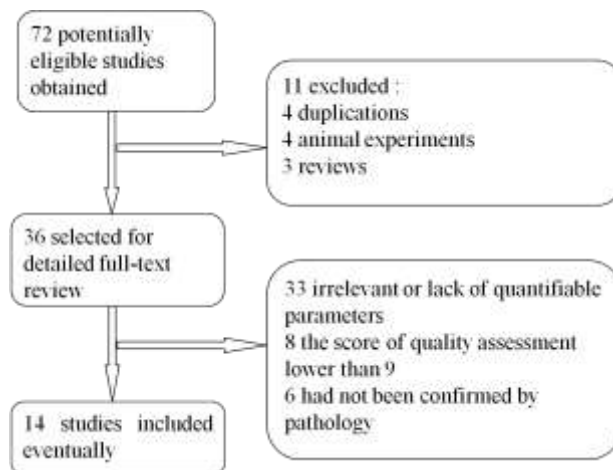 72 potentially
eligible studies
obtained
11 excluded :
4 duplications
4 animal experiments
3 reviews
36 selected for
detailed full-text
review
33 irrelevant or lack of quantifiable
parameters
8 the score of quality assessment
lower than 9
6 had not been confirmed by
pathology
14 studies included
eventually